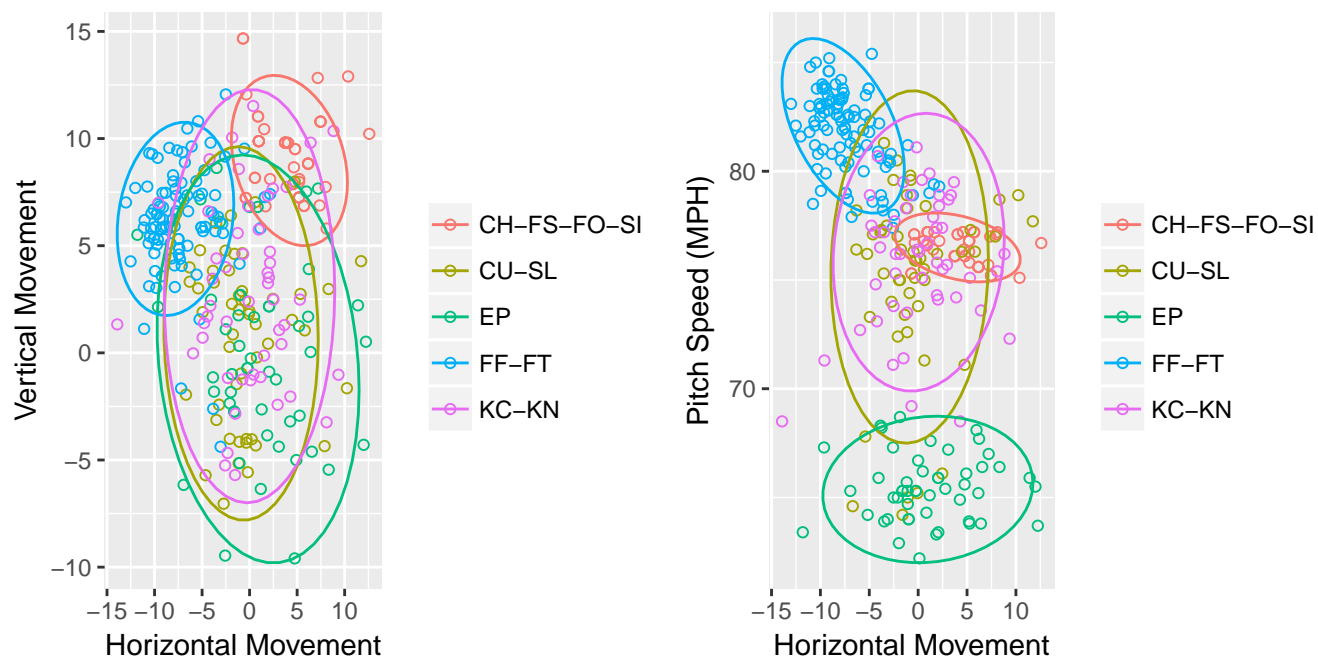 Vertical Movement
15
10
5
0
−5
−10
−15 −10 −5 0 5 10
Horizontal Movement
CH−FS−FO−SI
CU−SL
EP
FF−FT
KC−KN
Pitch Speed (MPH)
80
70
−15 −10 −5 0 5 10
Horizontal Movement
CH−FS−FO−SI
CU−SL
EP
FF−FT
KC−KN